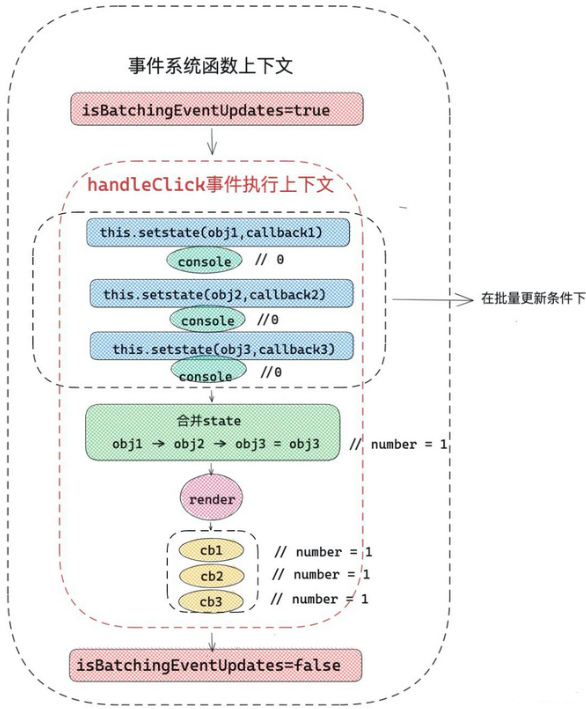 事件系统函数上下文
isBatchingEventUpdates=true
handleClick事件执行上下文
this.setstate(obj1,callback1)
console // 0
this.setstate(obj2,callback2)
在批量更新条件下
console //0
this.setstate(obj3,callback3)
console //0
合并state
obj1 → obj2 → obj3 = obj3 // number = 1
render
cb1 // number = 1
cb2 // number = 1
cb3 // number = 1
isBatchingEventUpdates=false